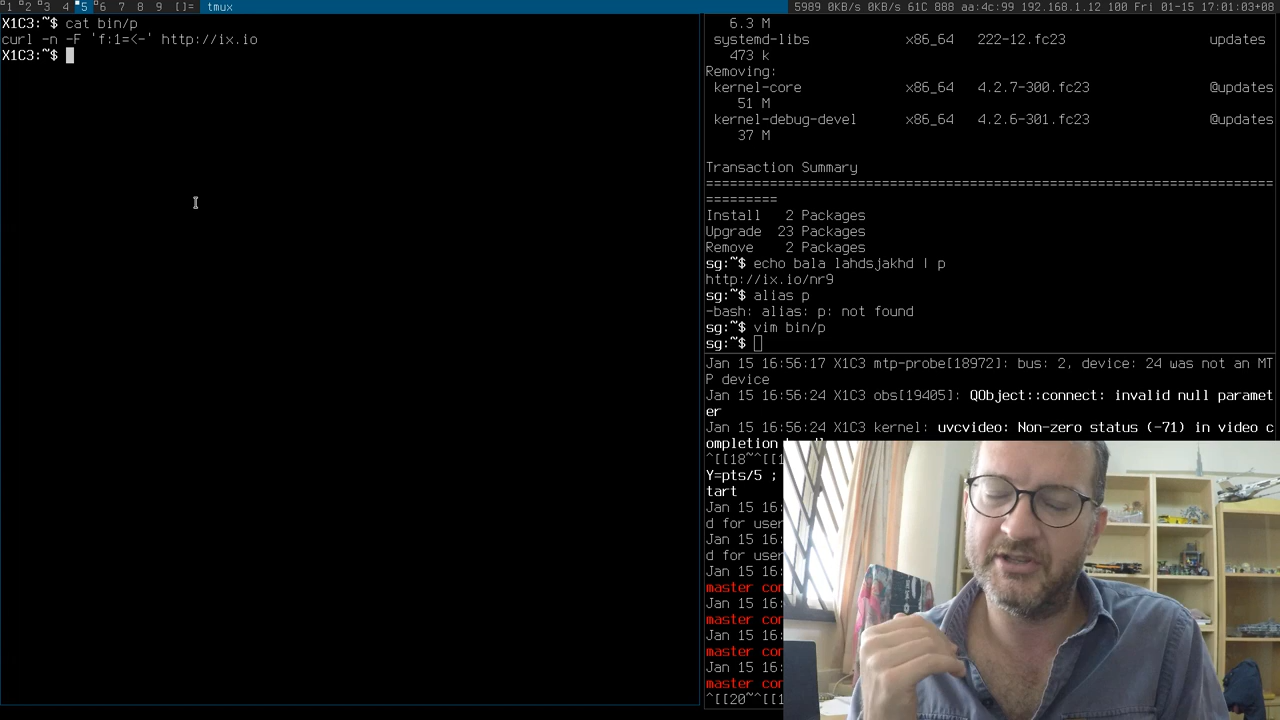 1 2 3 4 5 6 7 8 9 []= tmux 5989 0KB/s 0KB/s 61C 888 aa:4c:99 192.168.1.12 100 Fri 01-15 17:01:03+08
X1C3:~$ cat bin/p
curl -n -F 'f:1=<-' http://ix.io
X1C3:~$
6.3 M
systemd-libs x86_64 222-12.fc23 updates
473 k
Removing:
kernel-core x86_64 4.2.7-300.fc23 @updates
51 M
kernel-debug-devel x86_64 4.2.6-301.fc23 @updates
37 M
Transaction Summary
=======================================================================
=========
Install 2 Packages
Upgrade 23 Packages
Remove 2 Packages
sg:~$ echo bala lahdsjakhd | p
http://ix.io/nr9
sg:~$ alias p
-bash: alias: p: not found
sg:~$ vim bin/p
sg:~$
Jan 15 16:56:17 X1C3 mtp-probe[18972]: bus: 2, device: 24 was not an MT
P device
Jan 15 16:56:24 X1C3 obs[19405]: QObject::connect: invalid null paramet
er
Jan 15 16:56:24 X1C3 kernel: uvcvideo: Non-zero status (-71) in video c
ompletion
^[[18~^[[1
Y=pts/5 ;
tart
Jan 15 16:
d for user
Jan 15 16:
d for user
Jan 15 16:
master cor
Jan 15 16:
master cor
Jan 15 16:
master cor
Jan 15 16:
master cor
^[[20~^[[1